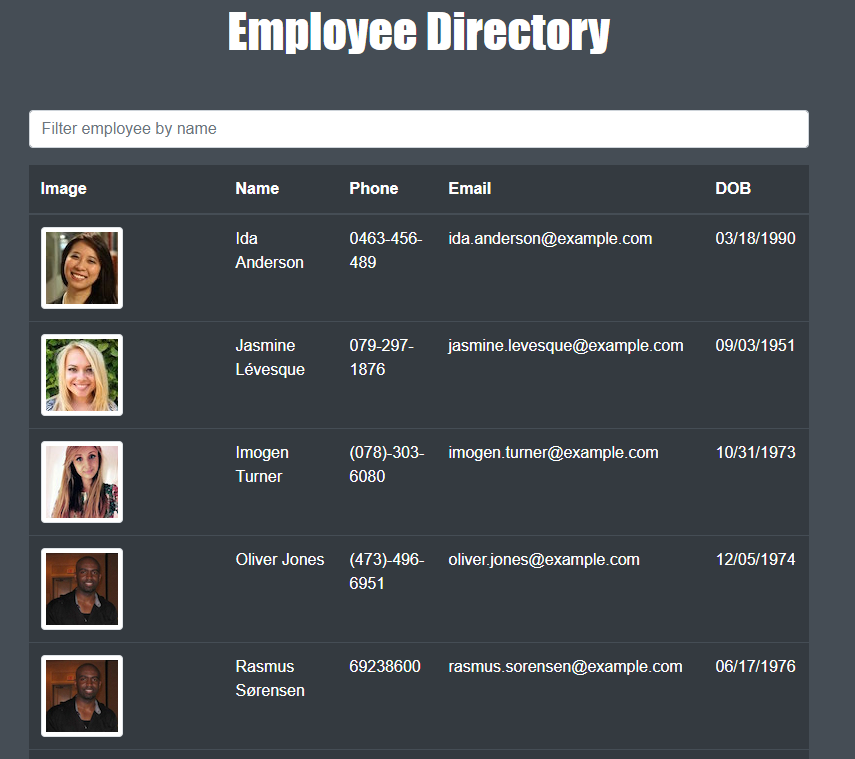 Employee Directory
Filter employee by name
Image Name Phone Email DOB
Ida 0463-456- ida.anderson@example.com 03/18/1990
Anderson 489
Jasmine 079-297- jasmine.levesque@example.com 09/03/1951
Lévesque 1876
Imogen (078)-303- imogen.turner@example.com 10/31/1973
Turner 6080
Oliver Jones (473)-496- oliver.jones@example.com 12/05/1974
6951
Rasmus 69238600 rasmus.sorensen@example.com 06/17/1976
Sørensen